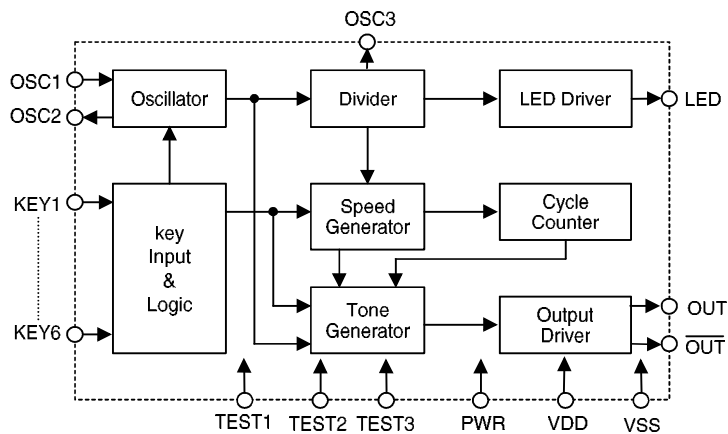 OSC3
OSC1
OSC2
Oscillator
Divider
LED Driver
LED
KEY1
KEY6
key
Input
&
Logic
Speed
Generator
Cycle
Counter
Tone
Generator
Output
Driver
OUT
OUT
TEST1
TEST2
TEST3
PWR
VDD
VSS